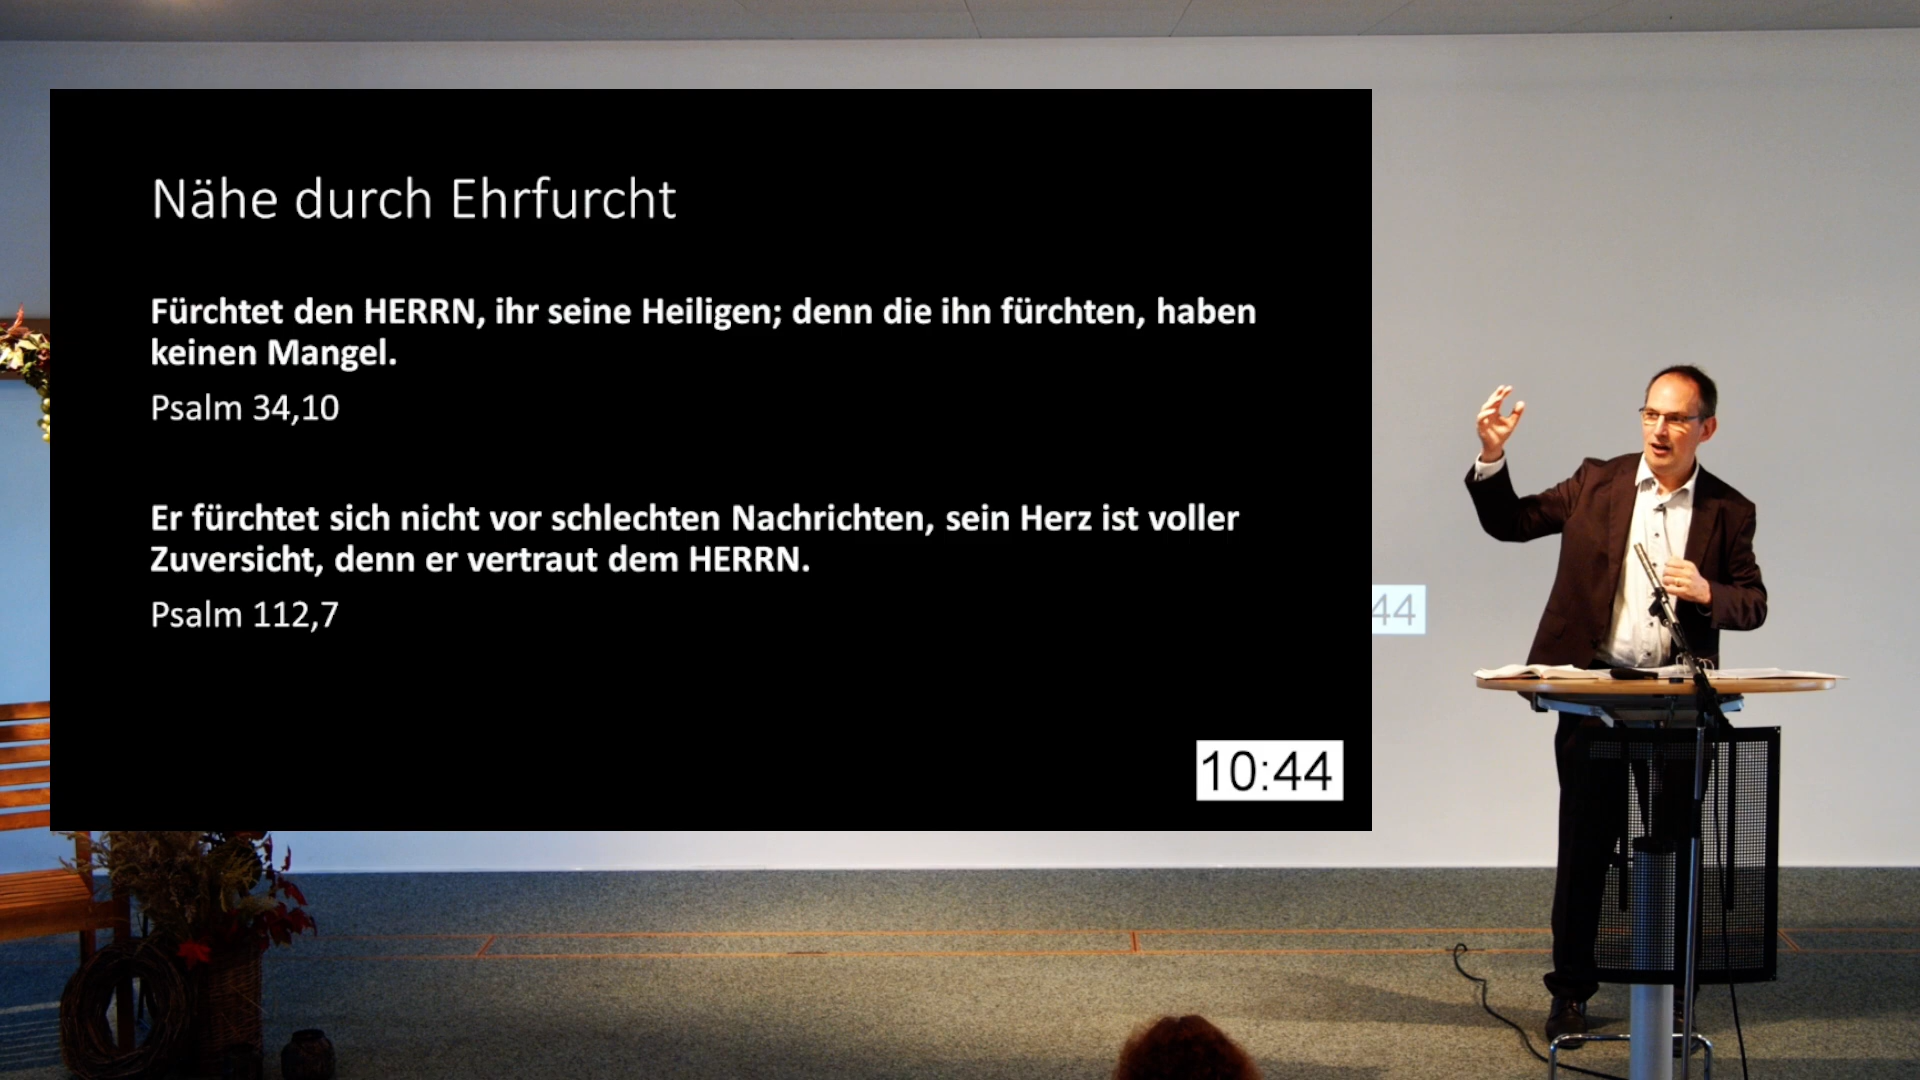 Nähe durch Ehrfurcht
Fürchtet den HERRN, ihr seine Heiligen; denn die ihn fürchten, haben
keinen Mangel.
Psalm 34,10
Er fürchtet sich nicht vor schlechten Nachrichten, sein Herz ist voller
Zuversicht, denn er vertraut dem HERRN.
Psalm 112,7
44
10:44